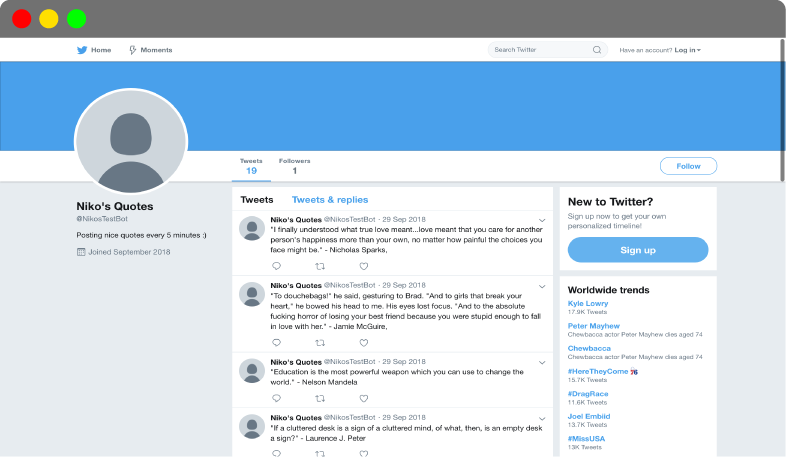 Home
Moments
Search Twitter
Have an account? Log in
Tweets
19
Followers
1
Follow
Niko's Quotes
@NikosTestBot
Posting nice quotes every 5 minutes :)
Joined September 2018
Tweets
Tweets & replies
Niko's Quotes @NikosTestBot · 29 Sep 2018
"I finally understood what true love meant...love meant that you care for another
person's happiness more than your own, no matter how painful the choices you
face might be." - Nicholas Sparks,
Niko's Quotes @NikosTestBot · 29 Sep 2018
"To douchebags!" he said, gesturing to Brad. "And to girls that break your
heart," he bowed his head to me. His eyes lost focus. "And to the absolute
fucking horror of losing your best friend because you were stupid enough to fall
in love with her." - Jamie McGuire,
Niko's Quotes @NikosTestBot · 29 Sep 2018
"Education is the most powerful weapon which you can use to change the
world." - Nelson Mandela
Niko's Quotes @NikosTestBot · 29 Sep 2018
"If a cluttered desk is a sign of a cluttered mind, of what, then, is an empty desk
a sign?" - Laurence J. Peter
New to Twitter?
Sign up now to get your own
personalized timeline!
Sign up
Worldwide trends
Kyle Lowry
17.9K Tweets
Peter Mayhew
Chewbacca actor Peter Mayhew dies aged 74
Chewbacca
Chewbacca actor Peter Mayhew dies aged 74
#HereTheyCome
15.7K Tweets
#DragRace
11.6K Tweets
Joel Embiid
13.7K Tweets
#MissUSA
13K Tweets